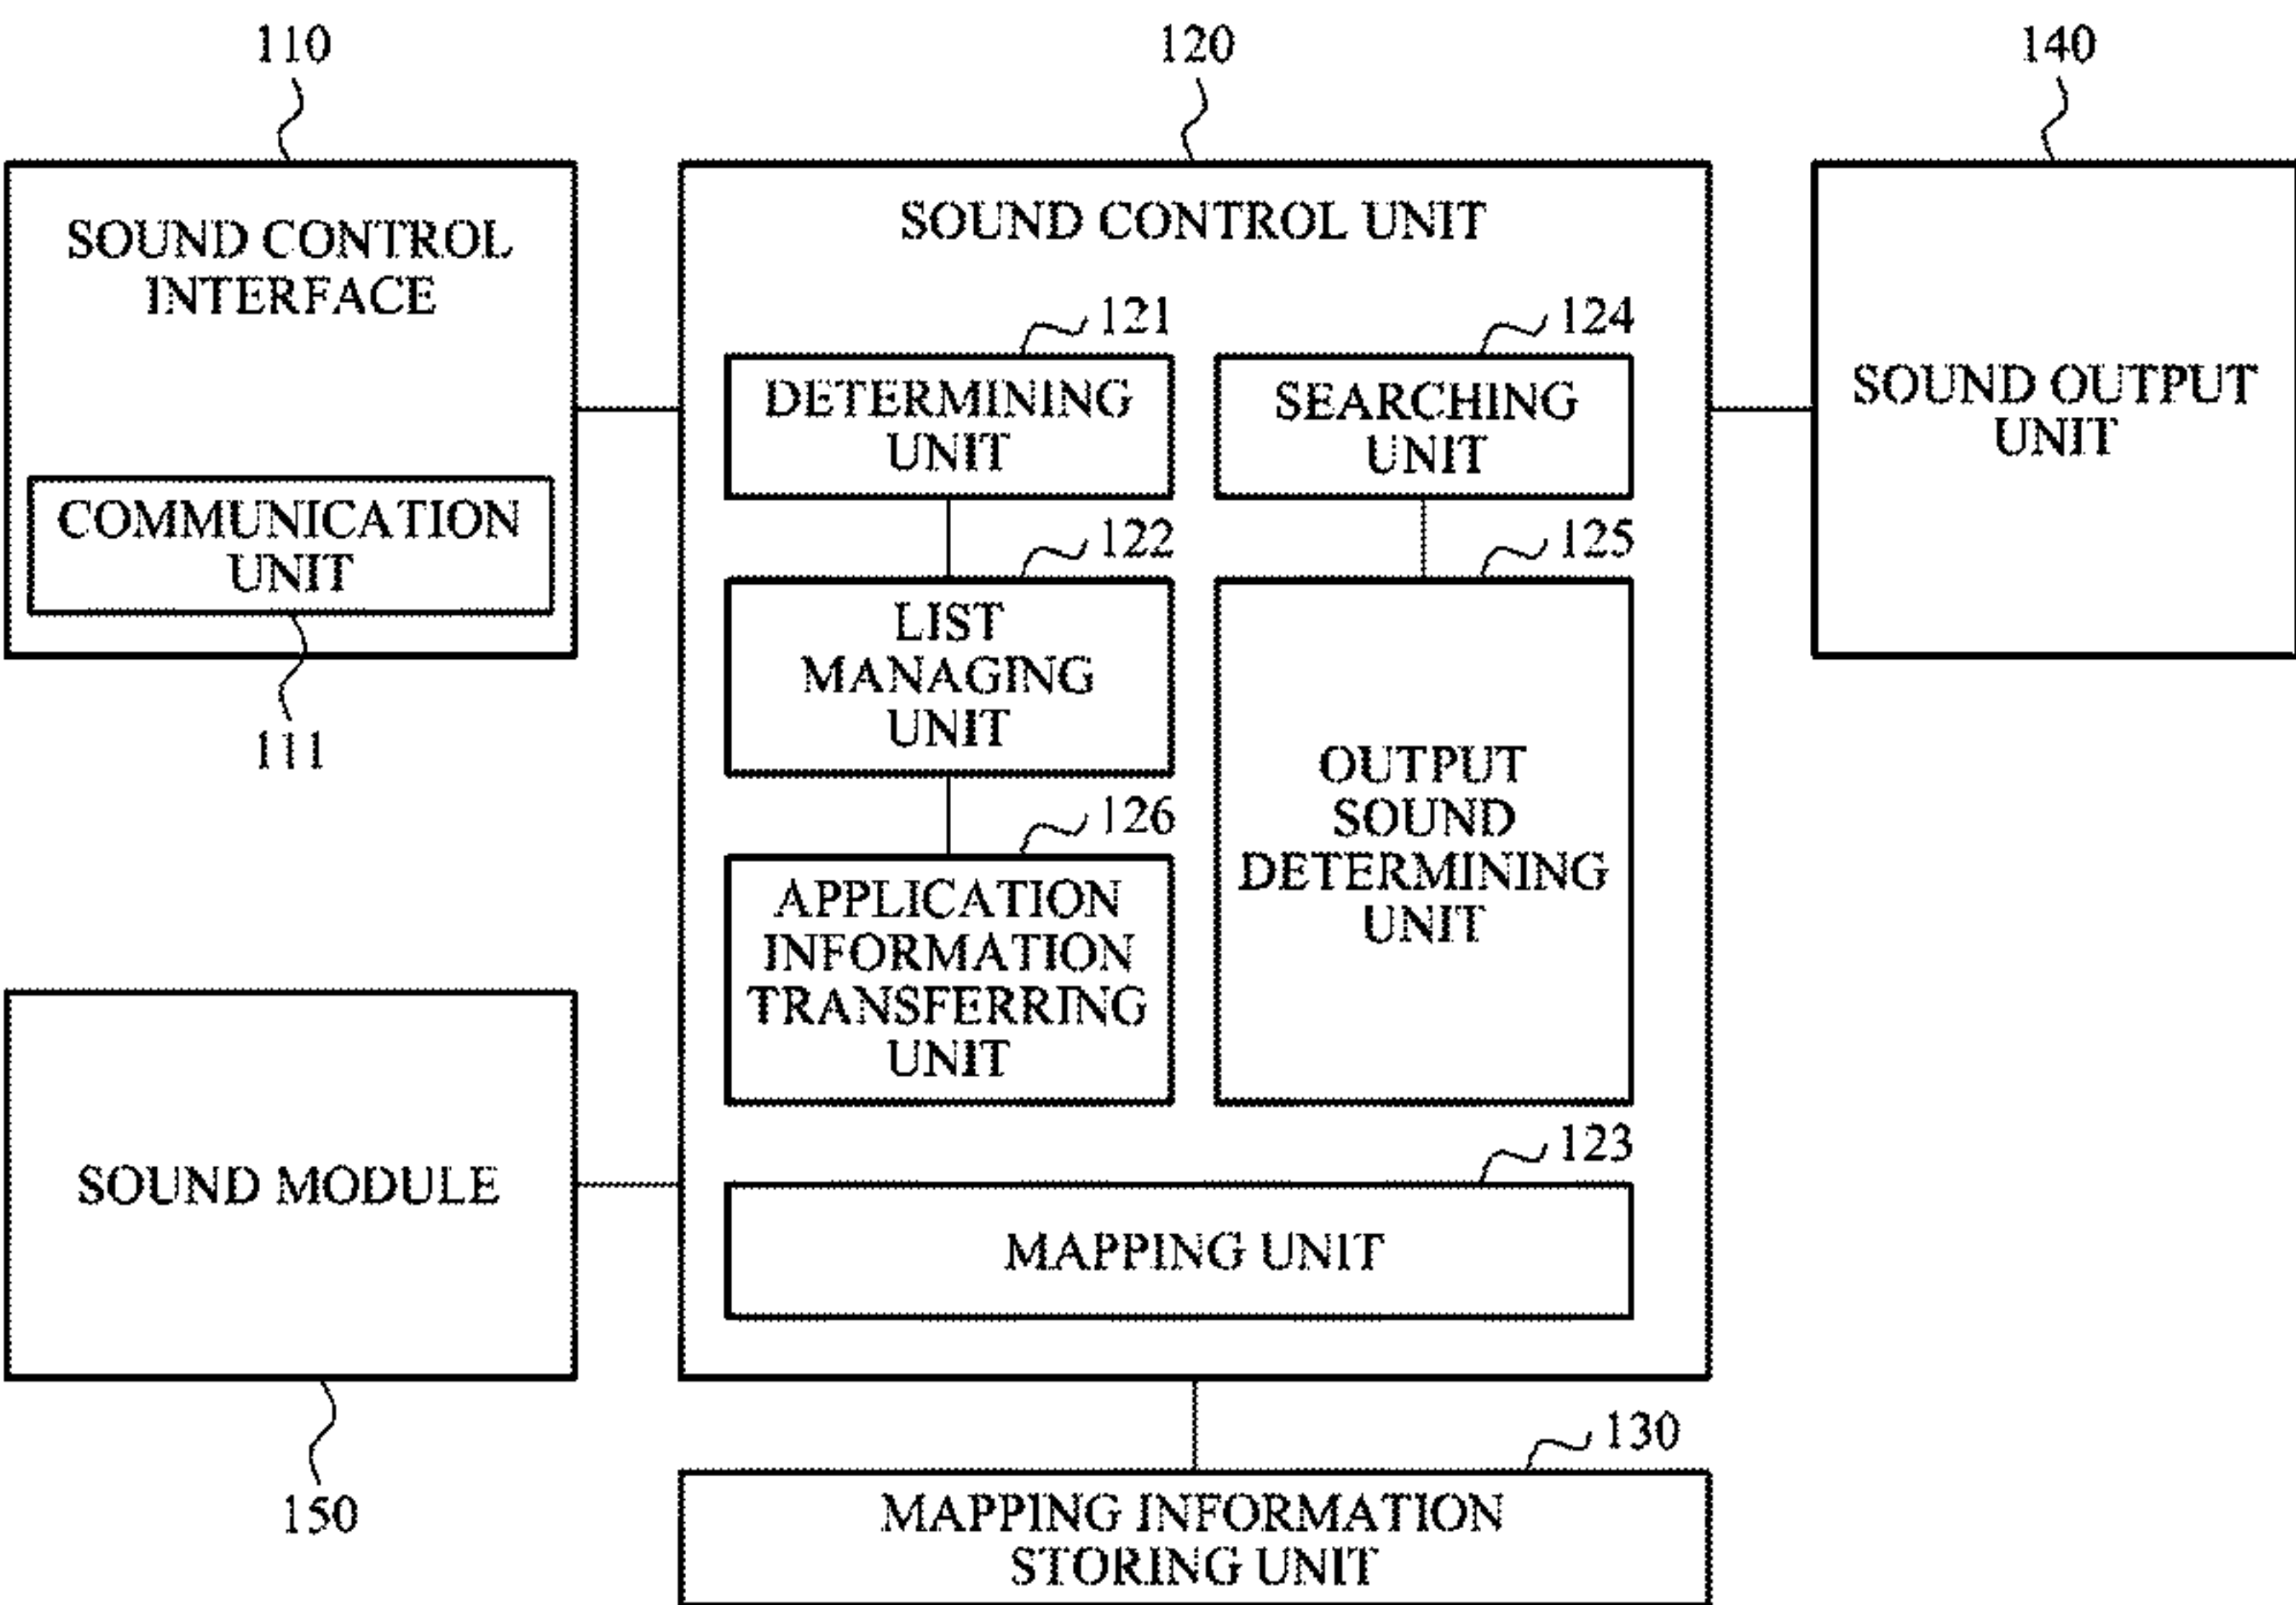 110
120
140
SOUND CONTROL
INTERFACE
COMMUNICATION
UNIT
111
SOUND CONTROL UNIT
121
DETERMINING
UNIT
122
LIST
MANAGING
UNIT
126
APPLICATION
INFORMATION
TRANSFERRING
UNIT
124
SEARCHING
UNIT
125
OUTPUT
SOUND
DETERMINING
UNIT
123
MAPPING UNIT
SOUND OUTPUT
UNIT
SOUND MODULE
150
130
MAPPING INFORMATION
STORING UNIT